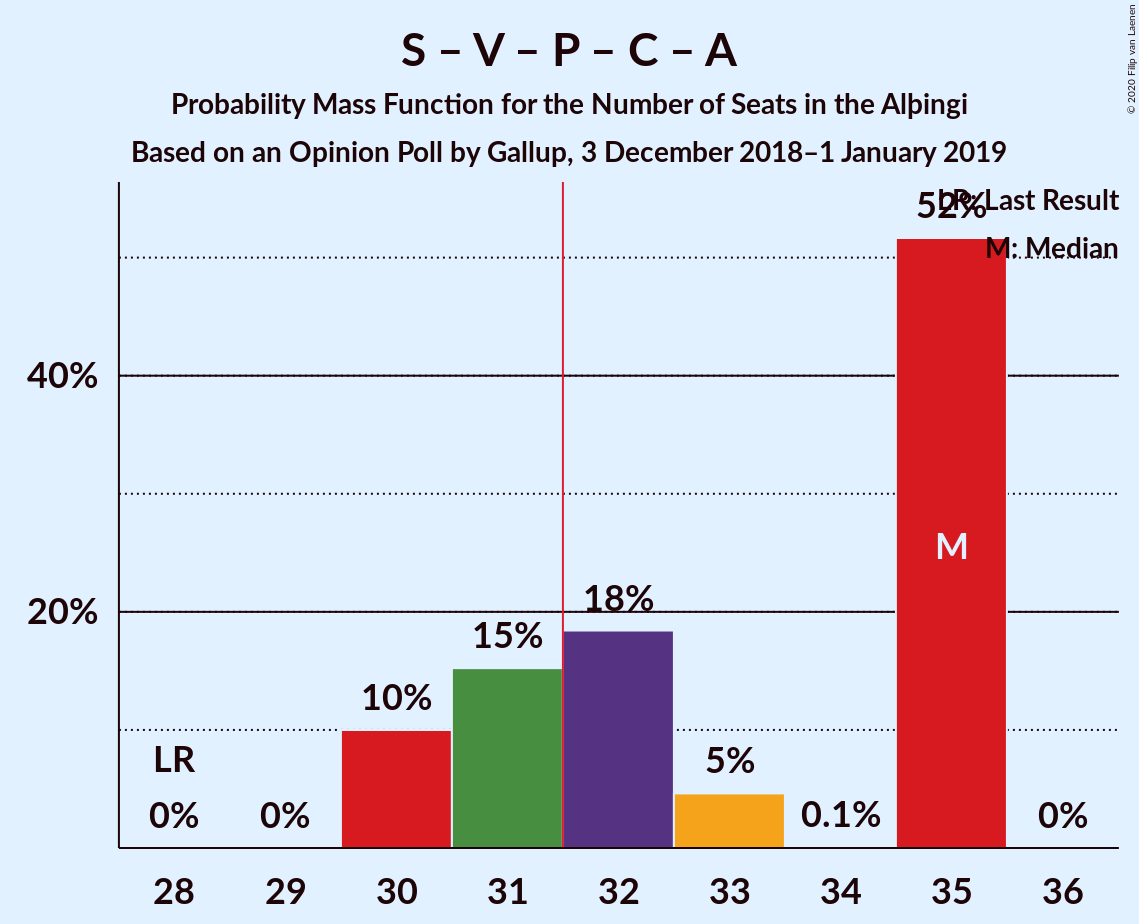 S – V – P – C – A
Probability Mass Function for the Number of Seats in the Alþingi
Based on an Opinion Poll by Gallup, 3 December 2018–1 January 2019
© 2020 Filip van Laenen
LR: Last Result
M: Median
52%
40%
M
20%
18%
15%
10%
LR
5%
0%
0%
0.1%
0%
28 29 30 31 32 33 34 35 36